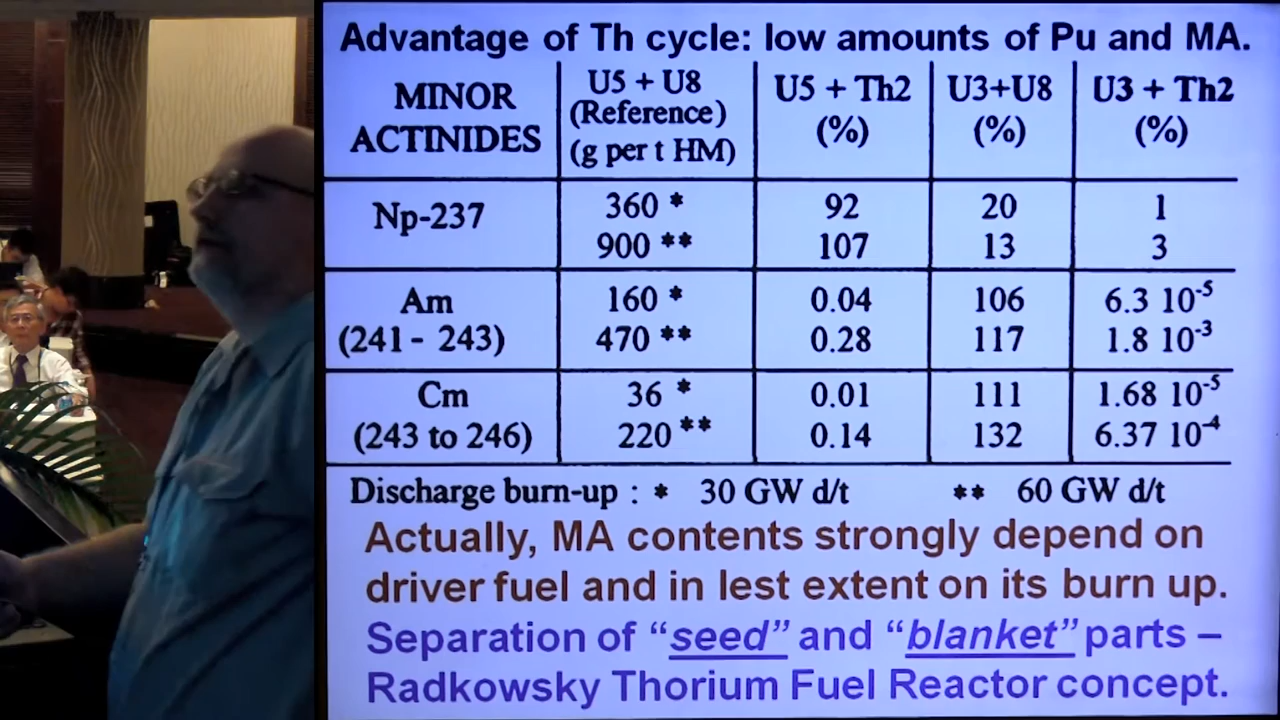 Advantage of Th cycle: low amounts of Pu and MA.
MINOR ACTINIDES | U5 + U8 (Reference) (g per t HM) | U5 + Th2 (%) | U3+U8 (%) | U3 + Th2 (%)
Np-237 | 360 * | 92 | 20 | 1
900 ** | 107 | 13 | 3
Am (241 - 243) | 160 * | 0.04 | 106 | 6.3 10⁻⁵
470 ** | 0.28 | 117 | 1.8 10⁻³
Cm (243 to 246) | 36 * | 0.01 | 111 | 1.68 10⁻⁵
220 ** | 0.14 | 132 | 6.37 10⁻⁴
Discharge burn-up : * 30 GW d/t ** 60 GW d/t
Actually, MA contents strongly depend on
driver fuel and in lest extent on its burn up.
Separation of “seed” and “blanket” parts –
Radkowsky Thorium Fuel Reactor concept.